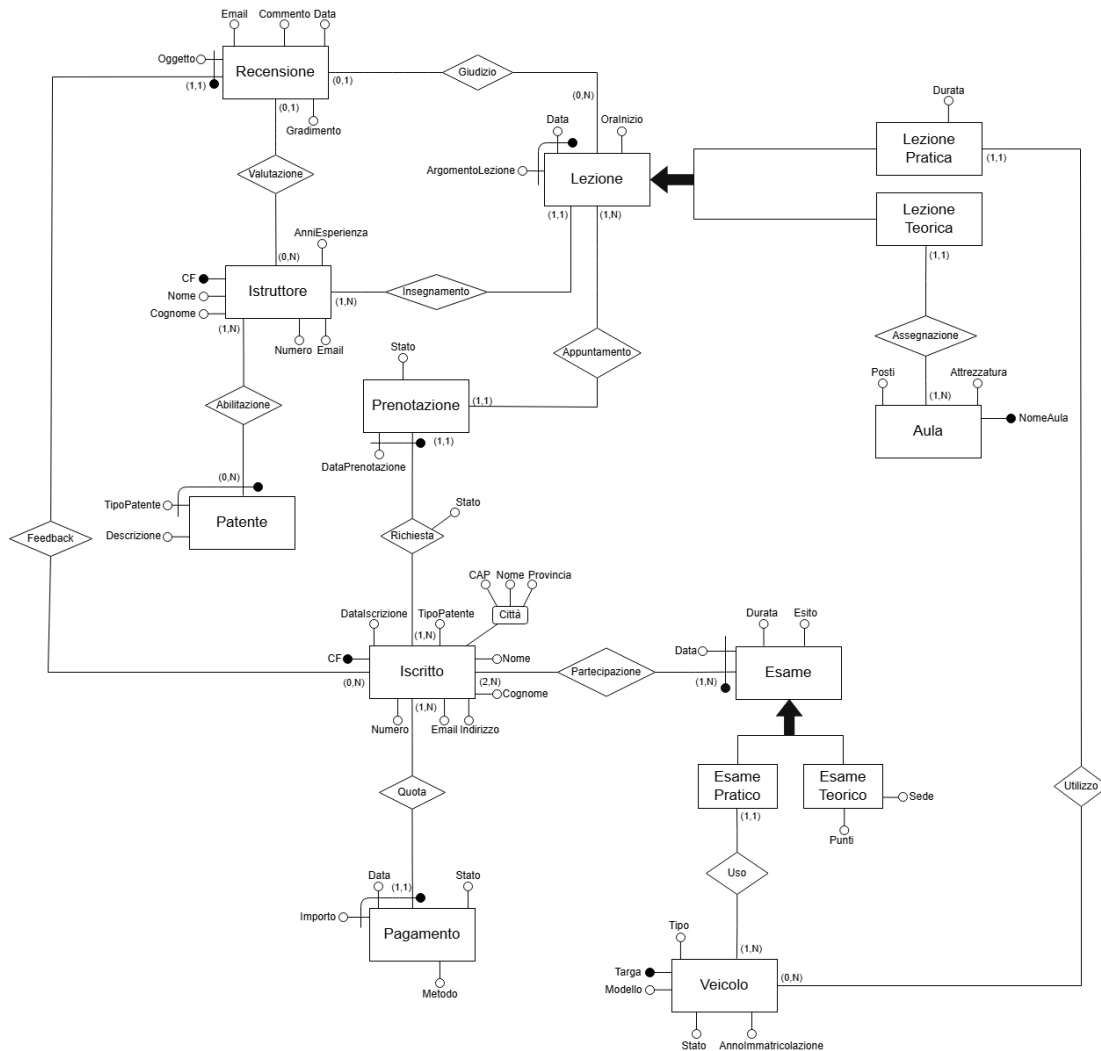 Email Commento Data
Oggetto
Recensione
(1,1)
(0,1)
(0,1)
Gradimento
Giudizio
(0,N)
Durata
Lezione
Pratica
(1,1)
Data OraInizio
ArgomentoLezione
Lezione
(1,1)
(1,N)
Lezione
Teorica
(1,1)
Valutazione
AnniEsperienza
(0,N)
CF
Nome
Cognome
Istruttore
(1,N)
(1,N)
Numero Email
Insegnamento
Assegnazione
Appuntamento
Stato
Prenotazione
(1,1)
(1,1)
DataPrenotazione
Posti Attrezzatura
(1,N)
Aula
NomeAula
Abilitazione
(0,N)
TipoPatente
Descrizione
Patente
Feedback
Stato
Richiesta
CAP Nome Provincia
Città
DataIscrizione TipoPatente
(1,N)
CF
Iscritto
Nome
Cognome
(0,N)
(1,N)
(2,N)
Numero
Email Indirizzo
Partecipazione
Durata Esito
Data
Esame
(1,N)
Esame
Pratico
(1,1)
Esame
Teorico
Sede
Punti
Utilizzo
Quota
Uso
Data Stato
(1,1)
Importo
Pagamento
Metodo
Tipo
(1,N)
Targa
Modello
Veicolo
(0,N)
Stato AnnoImmatricolazione